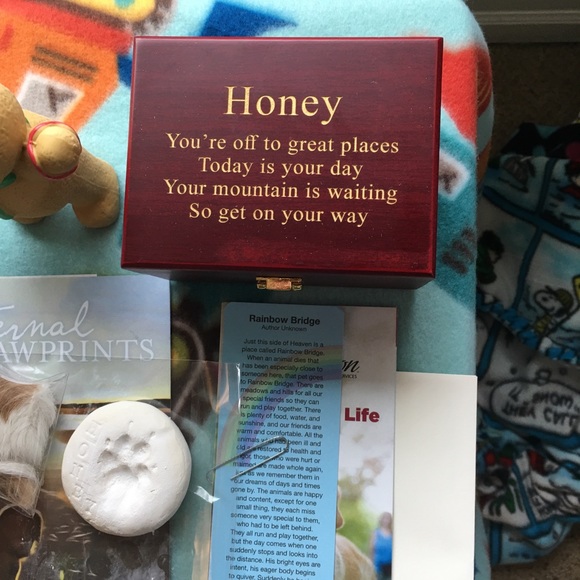 Honey
You're off to great places
Today is your day
Your mountain is waiting
So get on your way
ernal
AWPRINTS
Rainbow Bridge
Author Unknown
Just this side of Heaven is a
place called Rainbow Bridge.
When an animal dies that
has been especially close to
someone here, that pet goes
to Rainbow Bridge. There are
meadows and hills for all our
special friends so they can
run and play together. There
is plenty of food, water, and
sunshine, and our friends are
warm and comfortable. All the
animals who had been ill and
old are restored to health and
vigor, those who were hurt or
maimed are made whole again,
as we remember them in
our dreams of days and times
gone by. The animals are happy
and content, except for one
small thing, they each miss
someone very special to them,
who had to be left behind.
They all run and play together,
but the day comes when one
suddenly stops and looks into
the distance. His bright eyes are
intent, his eager body begins
to quiver. Suddenly he
on
Life
HONEY
MOM
THEY CALL